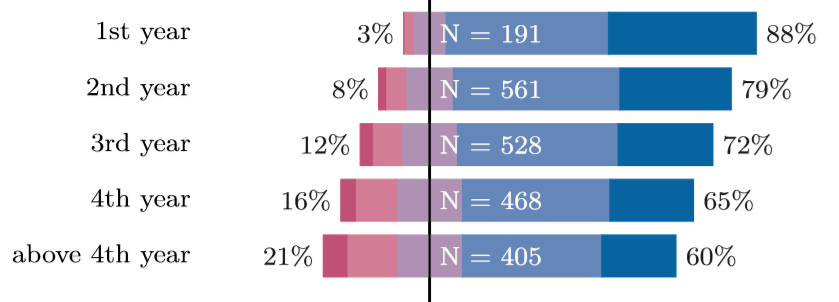 1st year 3% N = 191 88%
2nd year 8% N = 561 79%
3rd year 12% N = 528 72%
4th year 16% N = 468 65%
above 4th year 21% N = 405 60%